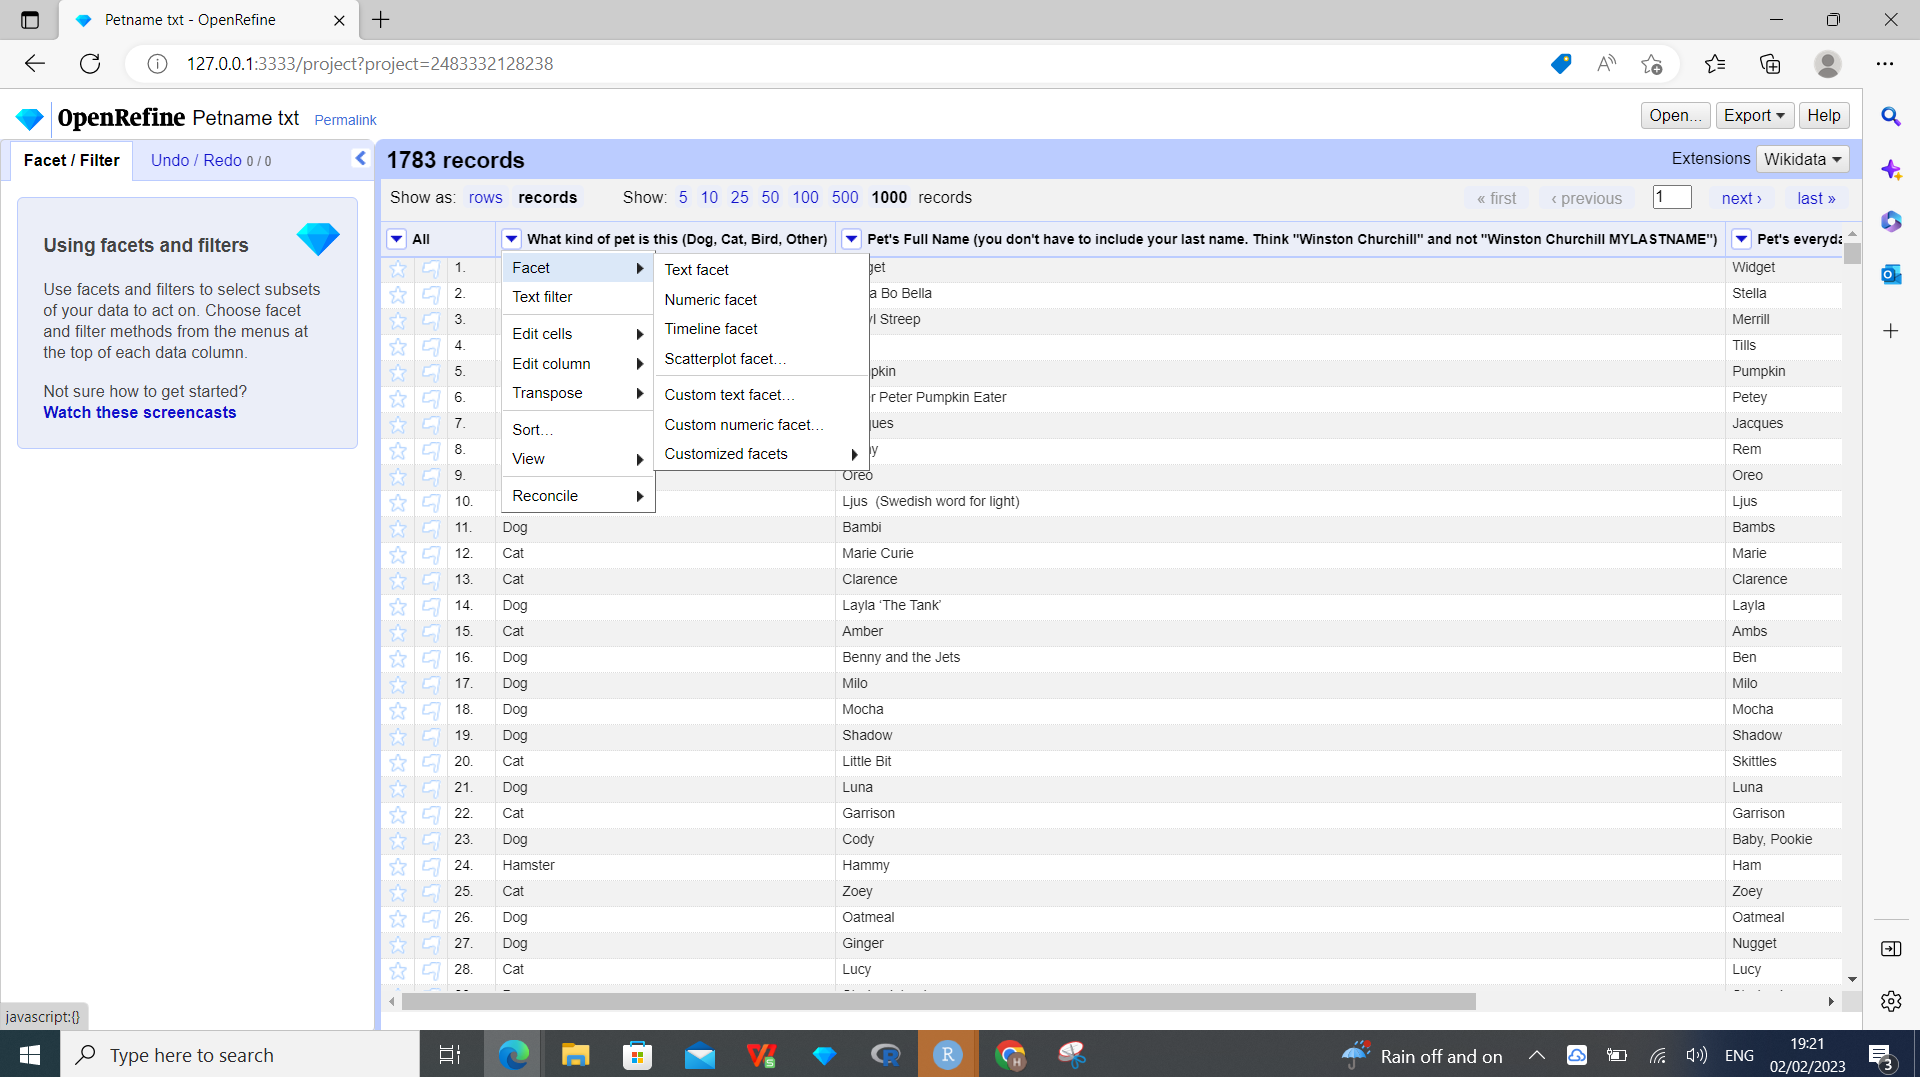 Petname txt - OpenRefine
127.0.0.1:3333/project?project=2483332128238
OpenRefine Petname txt Permalink
Open... Export Help
Facet / Filter Undo / Redo 0 / 0
1783 records
Extensions Wikidata
Show as: rows records Show: 5 10 25 50 100 500 1000 records
« first ‹ previous 1 next › last »
Using facets and filters
Use facets and filters to select subsets
of your data to act on. Choose facet
and filter methods from the menus at
the top of each data column.
Not sure how to get started?
Watch these screencasts
All What kind of pet is this (Dog, Cat, Bird, Other) Pet's Full Name (you don't have to include your last name. Think "Winston Churchill" and not "Winston Churchill MYLASTNAME") Pet's everyda
Facet
Text filter
Edit cells
Edit column
Transpose
Sort...
View
Reconcile
Text facet
Numeric facet
Timeline facet
Scatterplot facet...
Custom text facet...
Custom numeric facet...
Customized facets
1. get Widget
2. a Bo Bella Stella
3. yl Streep Merrill
4. Tills
5. pkin Pumpkin
6. r Peter Pumpkin Eater Petey
7. ues Jacques
8. y Rem
9. Oreo Oreo
10. Ljus (Swedish word for light) Ljus
11. Dog Bambi Bambs
12. Cat Marie Curie Marie
13. Cat Clarence Clarence
14. Dog Layla ‘The Tank’ Layla
15. Cat Amber Ambs
16. Dog Benny and the Jets Ben
17. Dog Milo Milo
18. Dog Mocha Mocha
19. Dog Shadow Shadow
20. Cat Little Bit Skittles
21. Dog Luna Luna
22. Cat Garrison Garrison
23. Dog Cody Baby, Pookie
24. Hamster Hammy Ham
25. Cat Zoey Zoey
26. Dog Oatmeal Oatmeal
27. Dog Ginger Nugget
28. Cat Lucy Lucy
javascript:{}
Type here to search
Rain off and on
ENG
19:21
02/02/2023
3